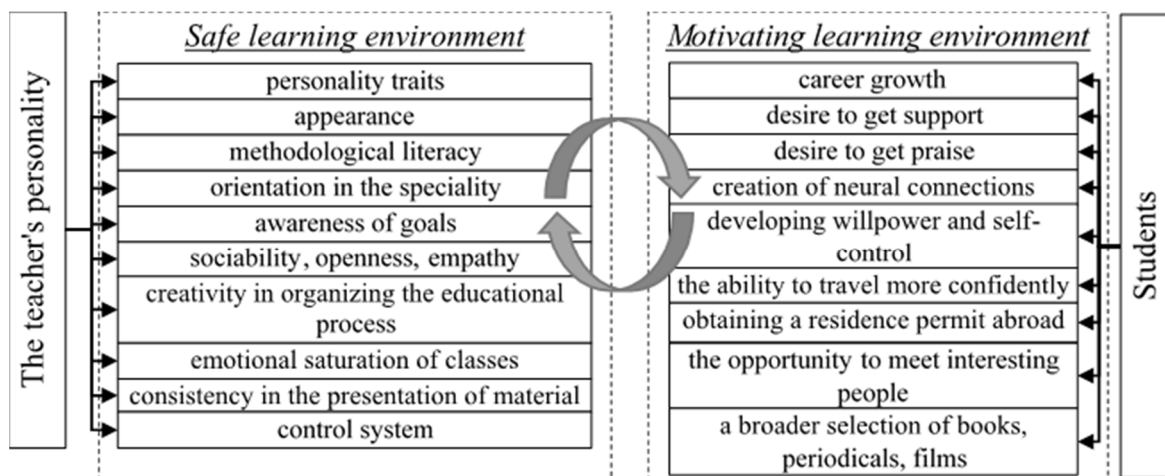 The teacher's personality
Safe learning environment
personality traits
appearance
methodological literacy
orientation in the speciality
awareness of goals
sociability, openness, empathy
creativity in organizing the educational
process
emotional saturation of classes
consistency in the presentation of material
control system
Motivating learning environment
career growth
desire to get support
desire to get praise
creation of neural connections
developing willpower and self-
control
the ability to travel more confidently
obtaining a residence permit abroad
the opportunity to meet interesting
people
a broader selection of books,
periodicals, films
Students